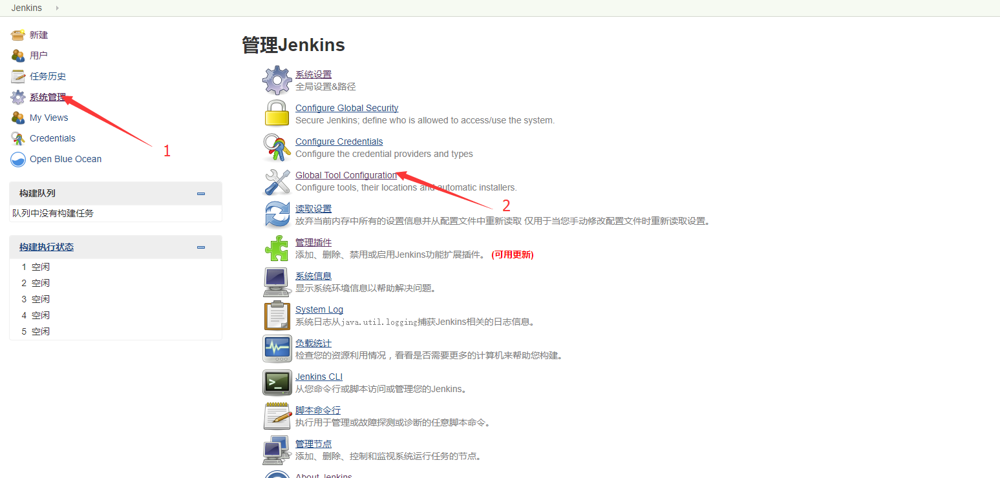 Jenkins
新建
用户
任务历史
系统管理
My Views
Credentials
Open Blue Ocean
1
构建队列
队列中没有构建任务
构建执行状态
1 空闲
2 空闲
3 空闲
4 空闲
5 空闲
管理Jenkins
系统设置
全局设置&路径
Configure Global Security
Secure Jenkins; define who is allowed to access/use the system.
Configure Credentials
Configure the credential providers and types
Global Tool Configuration
Configure tools, their locations and automatic installers.
2
读取设置
放弃当前内存中所有的设置信息并从配置文件中重新读取 仅用于当您手动修改配置文件时重新读取设置。
管理插件
添加、删除、禁用或启用Jenkins功能扩展插件。 (可用更新)
系统信息
显示系统环境信息以帮助解决问题。
System Log
系统日志从java.util.logging捕获Jenkins相关的日志信息。
负载统计
检查您的资源利用情况，看看是否需要更多的计算机来帮助您构建。
Jenkins CLI
从您命令行或脚本访问或管理您的Jenkins。
脚本命令行
执行用于管理或故障探测或诊断的任意脚本命令。
管理节点
添加、删除、控制和监视系统运行任务的节点。
About Jenkins